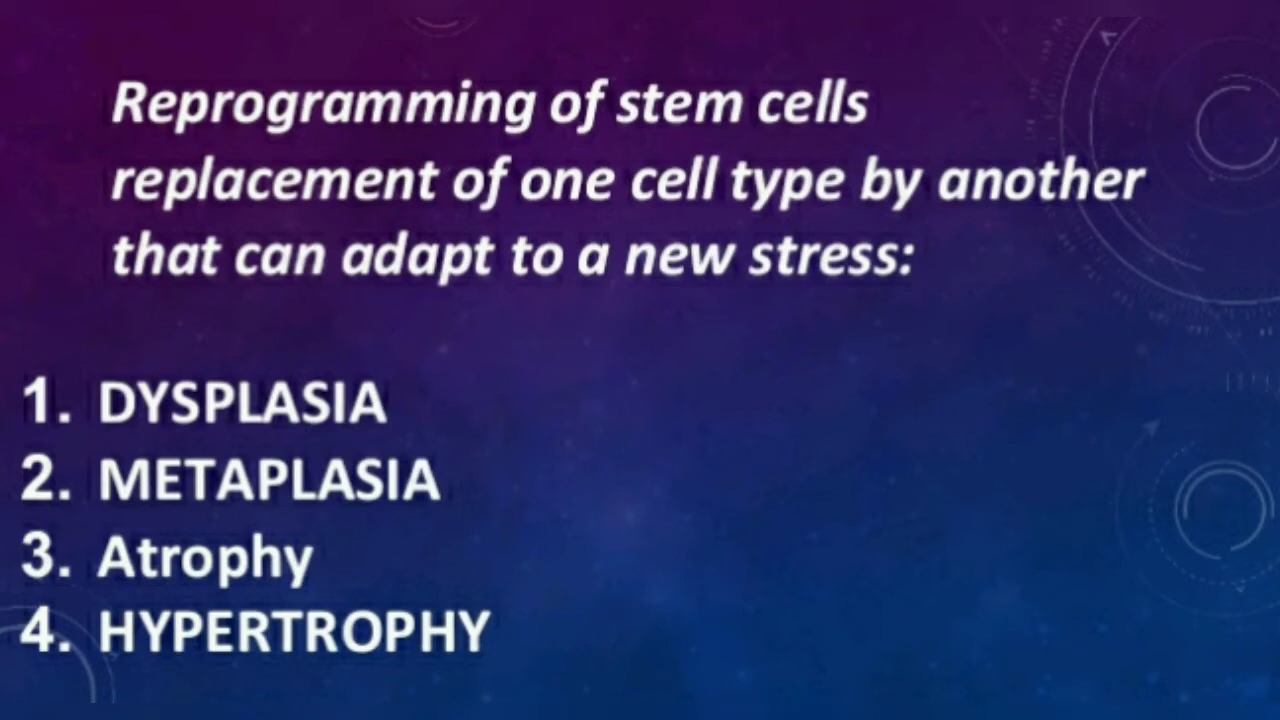 Reprogramming of stem cells
replacement of one cell type by another
that can adapt to a new stress:
1. DYSPLASIA
2. METAPLASIA
3. Atrophy
4. HYPERTROPHY